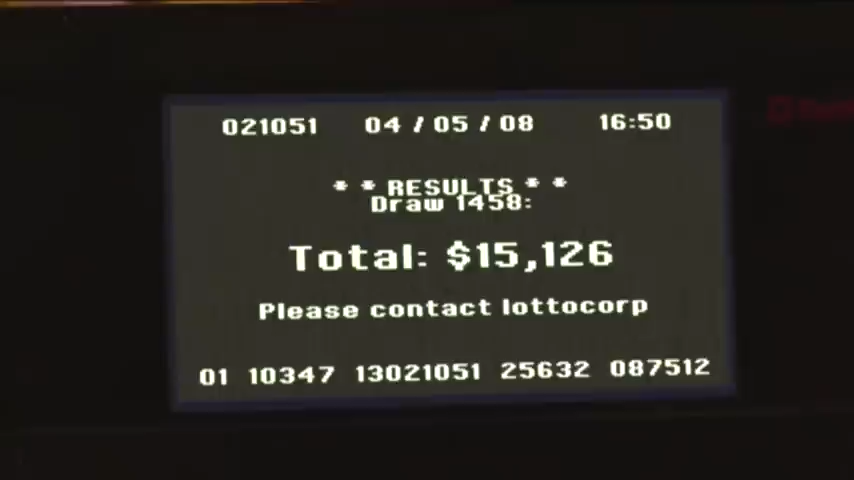 021051 04 / 05 / 08 16:50
* * RESULTS * *
Draw 1458:
Total: $15,126
Please contact lottocorp
01 10347 13021051 25632 087512